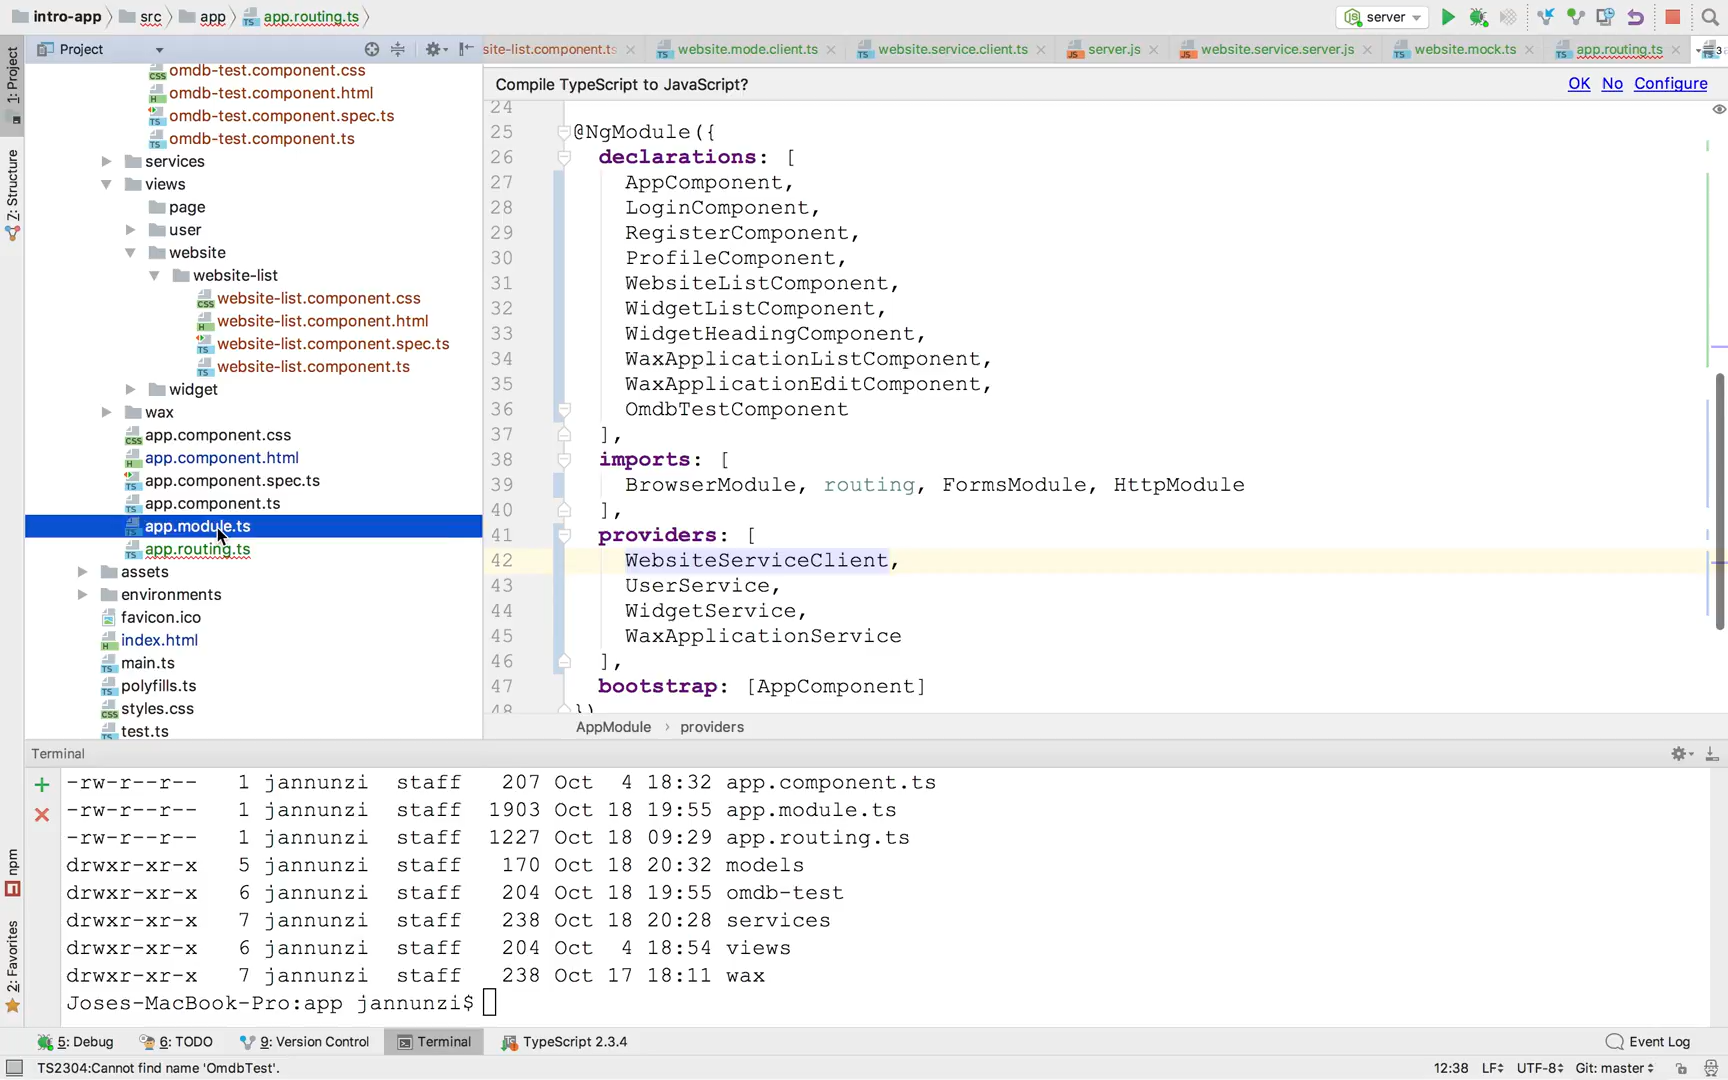 intro-app src app app.routing.ts server
1: Project
Project
site-list.component.ts website.mode.client.ts website.service.client.ts server.js website.service.server.js website.mock.ts app.routing.ts
Compile TypeScript to JavaScript? OK No Configure
omdb-test.component.css
omdb-test.component.html
omdb-test.component.spec.ts
omdb-test.component.ts
services
views
page
user
website
website-list
website-list.component.css
website-list.component.html
website-list.component.spec.ts
website-list.component.ts
widget
wax
app.component.css
app.component.html
app.component.spec.ts
app.component.ts
app.module.ts
app.routing.ts
assets
environments
favicon.ico
index.html
main.ts
polyfills.ts
styles.css
test.ts
7: Structure
npm
2: Favorites
24
25 @NgModule({
26 declarations: [
27 AppComponent,
28 LoginComponent,
29 RegisterComponent,
30 ProfileComponent,
31 WebsiteListComponent,
32 WidgetListComponent,
33 WidgetHeadingComponent,
34 WaxApplicationListComponent,
35 WaxApplicationEditComponent,
36 OmdbTestComponent
37 ],
38 imports: [
39 BrowserModule, routing, FormsModule, HttpModule
40 ],
41 providers: [
42 WebsiteServiceClient,
43 UserService,
44 WidgetService,
45 WaxApplicationService
46 ],
47 bootstrap: [AppComponent]
48 })
AppModule providers
Terminal
-rw-r--r-- 1 jannunzi staff 207 Oct 4 18:32 app.component.ts
-rw-r--r-- 1 jannunzi staff 1903 Oct 18 19:55 app.module.ts
-rw-r--r-- 1 jannunzi staff 1227 Oct 18 09:29 app.routing.ts
drwxr-xr-x 5 jannunzi staff 170 Oct 18 20:32 models
drwxr-xr-x 6 jannunzi staff 204 Oct 18 19:55 omdb-test
drwxr-xr-x 7 jannunzi staff 238 Oct 18 20:28 services
drwxr-xr-x 6 jannunzi staff 204 Oct 4 18:54 views
drwxr-xr-x 7 jannunzi staff 238 Oct 17 18:11 wax
Joses-MacBook-Pro:app jannunzi$
5: Debug 6: TODO 9: Version Control Terminal TypeScript 2.3.4 Event Log
TS2304:Cannot find name 'OmdbTest'. 12:38 LF UTF-8 Git: master